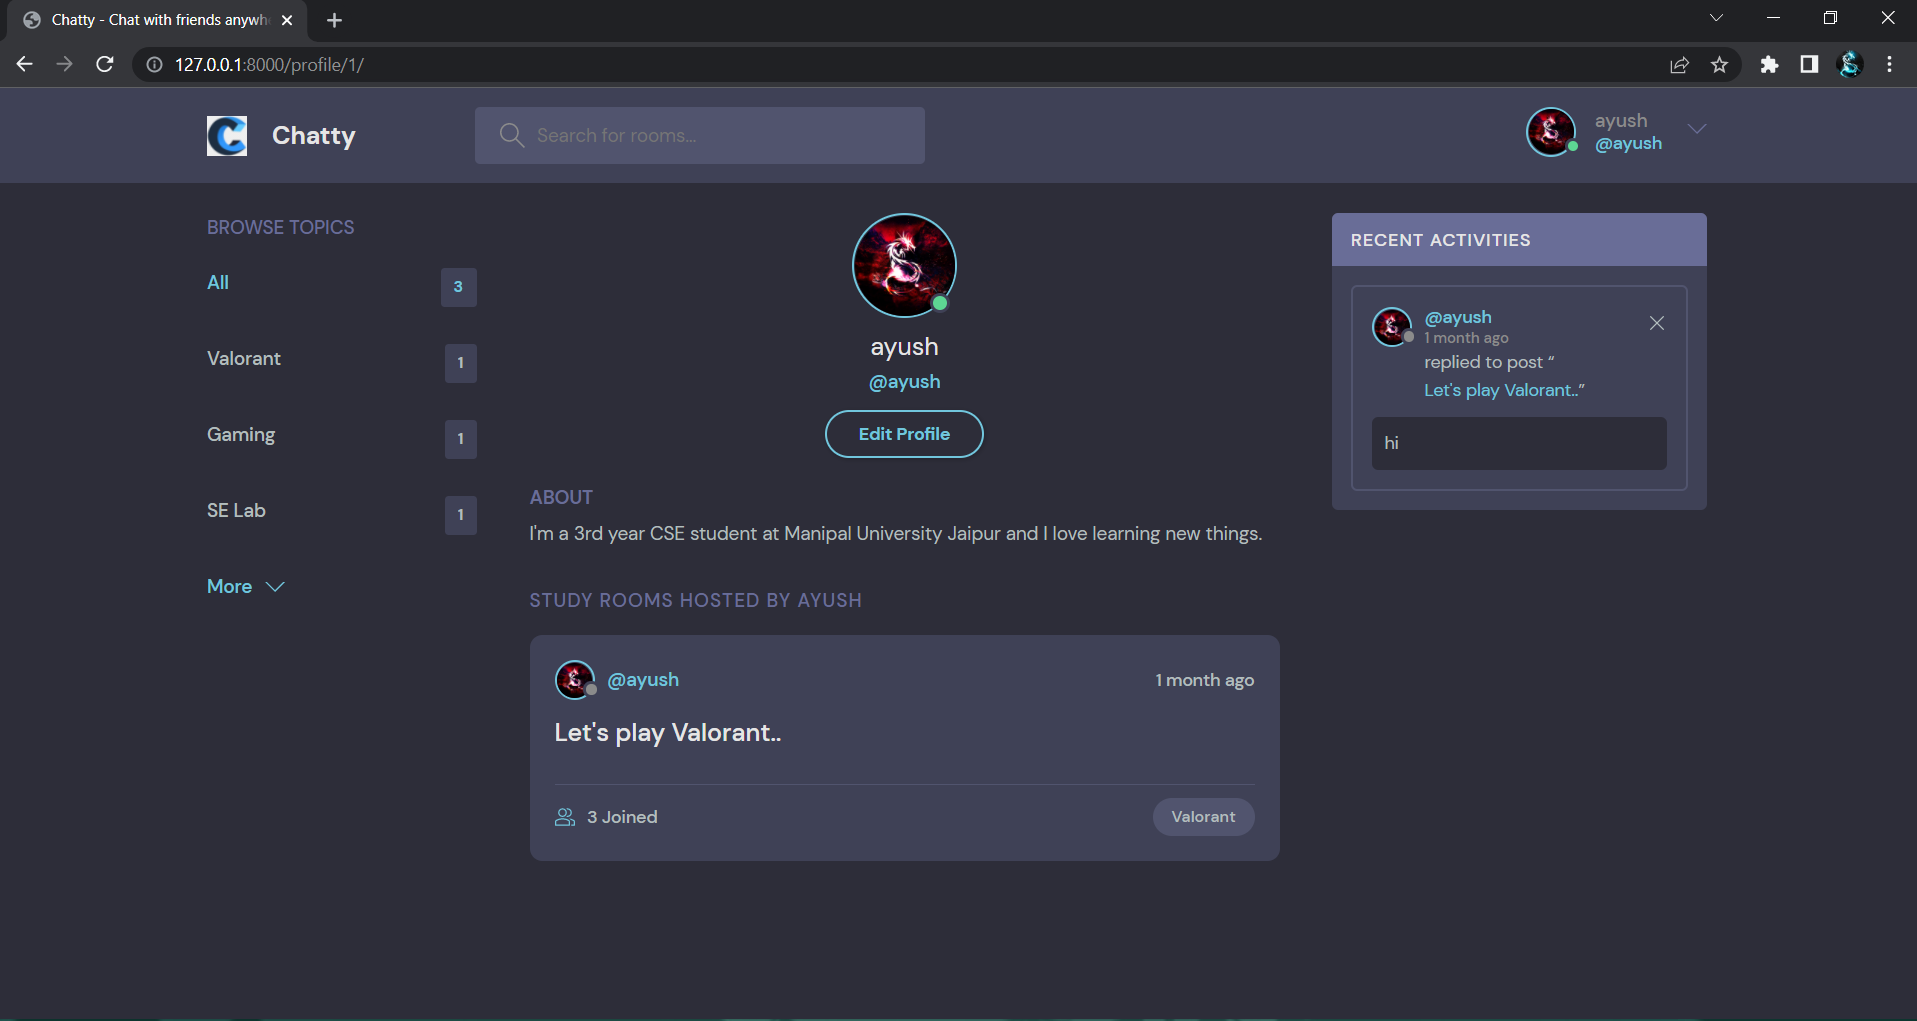 Chatty - Chat with friends anywh
127.0.0.1:8000/profile/1/
Chatty
Search for rooms...
ayush
@ayush
BROWSE TOPICS
All 3
Valorant 1
Gaming 1
SE Lab 1
More
ayush
@ayush
Edit Profile
ABOUT
I'm a 3rd year CSE student at Manipal University Jaipur and I love learning new things.
STUDY ROOMS HOSTED BY AYUSH
@ayush 1 month ago
Let's play Valorant..
3 Joined Valorant
RECENT ACTIVITIES
@ayush
1 month ago
replied to post “
Let's play Valorant..”
hi